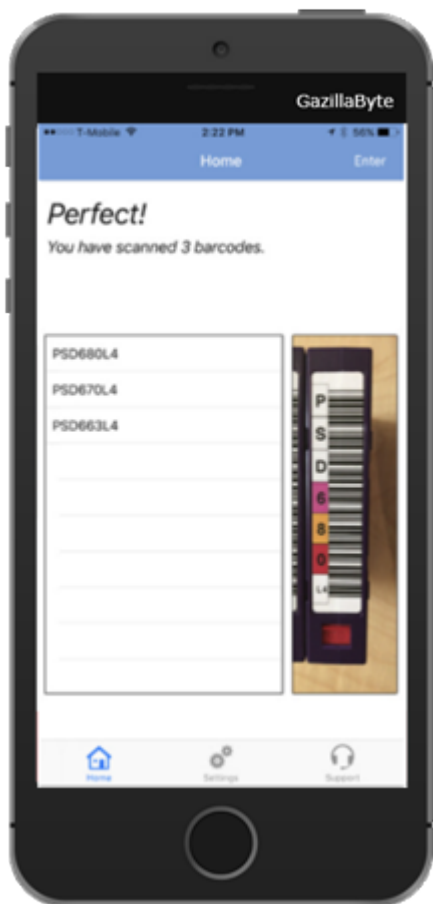 GazillaByte
T-Mobile 2:22 PM 56%
Home Enter
Perfect!
You have scanned 3 barcodes.
PSD680L4
PSD670L4
PSD663L4
P
S
D
6
8
0
L4
Home Settings Support